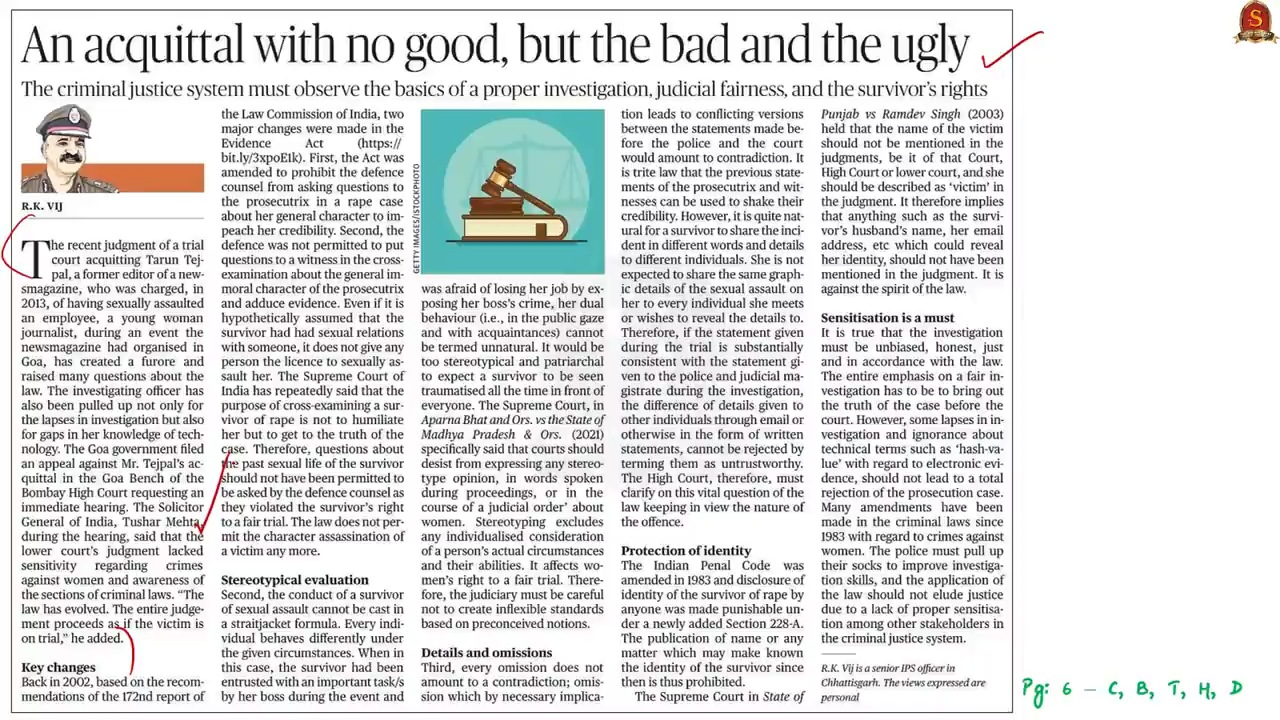 An acquittal with no good, but the bad and the ugly
The criminal justice system must observe the basics of a proper investigation, judicial fairness, and the survivor's rights
R.K. VIJ
The recent judgment of a trial
court acquitting Tarun Tej-
pal, a former editor of a new-
smagazine, who was charged, in
2013, of having sexually assaulted
an employee, a young woman
journalist, during an event the
newsmagazine had organised in
Goa, has created a furore and
raised many questions about the
law. The investigating officer has
also been pulled up not only for
the lapses in investigation but also
for gaps in her knowledge of tech-
nology. The Goa government filed
an appeal against Mr. Tejpal's ac-
quittal in the Goa Bench of the
Bombay High Court requesting an
immediate hearing. The Solicitor
General of India, Tushar Mehta,
during the hearing, said that the
lower court's judgment lacked
sensitivity regarding crimes
against women and awareness of
the sections of criminal laws. "The
law has evolved. The entire judge-
ment proceeds as if the victim is
on trial," he added.
Key changes
Back in 2002, based on the recom-
mendations of the 172nd report of
the Law Commission of India, two
major changes were made in the
Evidence Act (https://
bit.ly/3xpoE1k). First, the Act was
amended to prohibit the defence
counsel from asking questions to
the prosecutrix in a rape case
about her general character to im-
peach her credibility. Second, the
defence was not permitted to put
questions to a witness in the cross-
examination about the general im-
moral character of the prosecutrix
and adduce evidence. Even if it is
hypothetically assumed that the
survivor had had sexual relations
with someone, it does not give any
person the licence to sexually as-
sault her. The Supreme Court of
India has repeatedly said that the
purpose of cross-examining a sur-
vivor of rape is not to humiliate
her but to get to the truth of the
case. Therefore, questions about
the past sexual life of the survivor
should not have been permitted to
be asked by the defence counsel as
they violated the survivor's right
to a fair trial. The law does not per-
mit the character assassination of
a victim any more.
Stereotypical evaluation
Second, the conduct of a survivor
of sexual assault cannot be cast in
a straitjacket formula. Every indi-
vidual behaves differently under
the given circumstances. When in
this case, the survivor had been
entrusted with an important task/s
by her boss during the event and
GETTY IMAGES/ISTOCKPHOTO
was afraid of losing her job by ex-
posing her boss's crime, her dual
behaviour (i.e., in the public gaze
and with acquaintances) cannot
be termed unnatural. It would be
too stereotypical and patriarchal
to expect a survivor to be seen
traumatised all the time in front of
everyone. The Supreme Court, in
Aparna Bhat and Ors. vs the State of
Madhya Pradesh & Ors. (2021)
specifically said that courts should
desist from expressing any stereo-
type opinion, in words spoken
during proceedings, or in the
course of a judicial order' about
women. Stereotyping excludes
any individualised consideration
of a person's actual circumstances
and their abilities. It affects wo-
men's right to a fair trial. There-
fore, the judiciary must be careful
not to create inflexible standards
based on preconceived notions.
Details and omissions
Third, every omission does not
amount to a contradiction; omis-
sion which by necessary implica-
tion leads to conflicting versions
between the statements made be-
fore the police and the court
would amount to contradiction. It
is trite law that the previous state-
ments of the prosecutrix and wit-
nesses can be used to shake their
credibility. However, it is quite nat-
ural for a survivor to share the inci-
dent in different words and details
to different individuals. She is not
expected to share the same graph-
ic details of the sexual assault on
her to every individual she meets
or wishes to reveal the details to.
Therefore, if the statement given
during the trial is substantially
consistent with the statement gi-
ven to the police and judicial ma-
gistrate during the investigation,
the difference of details given to
other individuals through email or
otherwise in the form of written
statements, cannot be rejected by
terming them as untrustworthy.
The High Court, therefore, must
clarify on this vital question of the
law keeping in view the nature of
the offence.
Protection of identity
The Indian Penal Code was
amended in 1983 and disclosure of
identity of the survivor of rape by
anyone was made punishable un-
der a newly added Section 228-A.
The publication of name or any
matter which may make known
the identity of the survivor since
then is thus prohibited.
The Supreme Court in State of
Punjab vs Ramdev Singh (2003)
held that the name of the victim
should not be mentioned in the
judgments, be it of that Court,
High Court or lower court, and she
should be described as 'victim' in
the judgment. It therefore implies
that anything such as the survi-
vor's husband's name, her email
address, etc which could reveal
her identity, should not have been
mentioned in the judgment. It is
against the spirit of the law.
Sensitisation is a must
It is true that the investigation
must be unbiased, honest, just
and in accordance with the law.
The entire emphasis on a fair in-
vestigation has to be to bring out
the truth of the case before the
court. However, some lapses in in-
vestigation and ignorance about
technical terms such as 'hash-va-
lue' with regard to electronic evi-
dence, should not lead to a total
rejection of the prosecution case.
Many amendments have been
made in the criminal laws since
1983 with regard to crimes against
women. The police must pull up
their socks to improve investiga-
tion skills, and the application of
the law should not elude justice
due to a lack of proper sensitisa-
tion among other stakeholders in
the criminal justice system.
R.K. Vij is a senior IPS officer in
Chhattisgarh. The views expressed are
personal
Pg: 6 - C, B, T, H, D
S